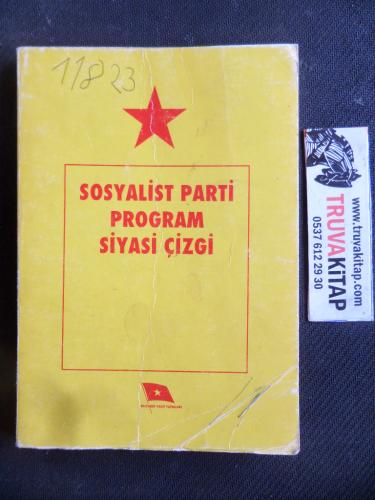 11823
SOSYALİST PARTİ
PROGRAM
SİYASİ ÇİZGİ
www.truvakitap.com
TRUVAKİTAP
0537 612 29 30